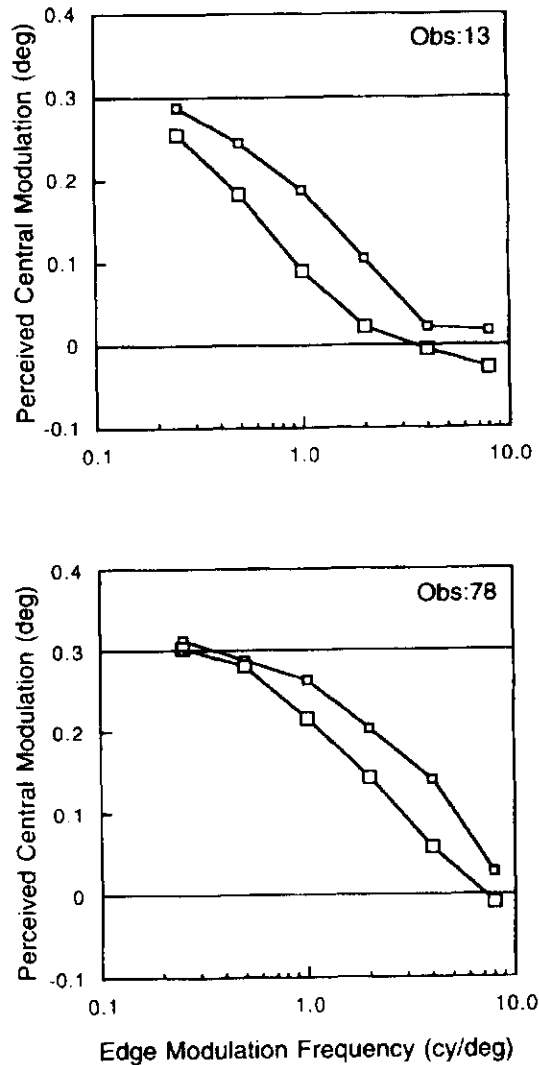 Perceived Central Modulation (deg)
0.4
0.3
0.2
0.1
0
-0.1
Obs:13
0.1 1.0 10.0
Perceived Central Modulation (deg)
0.4
0.3
0.2
0.1
0
-0.1
Obs:78
0.1 1.0 10.0
Edge Modulation Frequency (cy/deg)